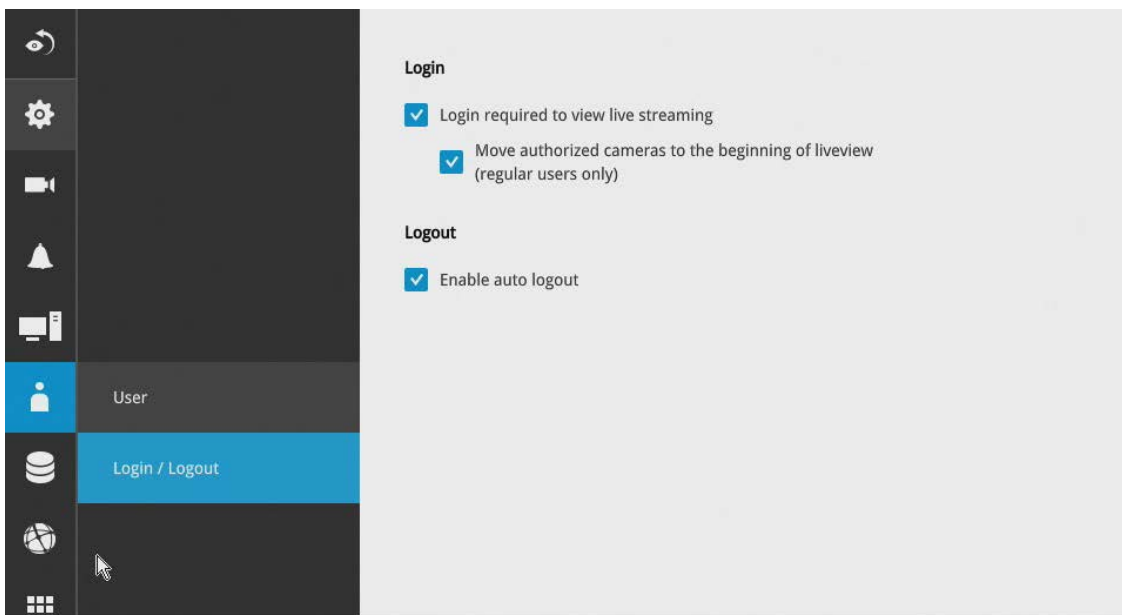 Login
Login required to view live streaming
Move authorized cameras to the beginning of liveview
(regular users only)
Logout
Enable auto logout
User
Login / Logout